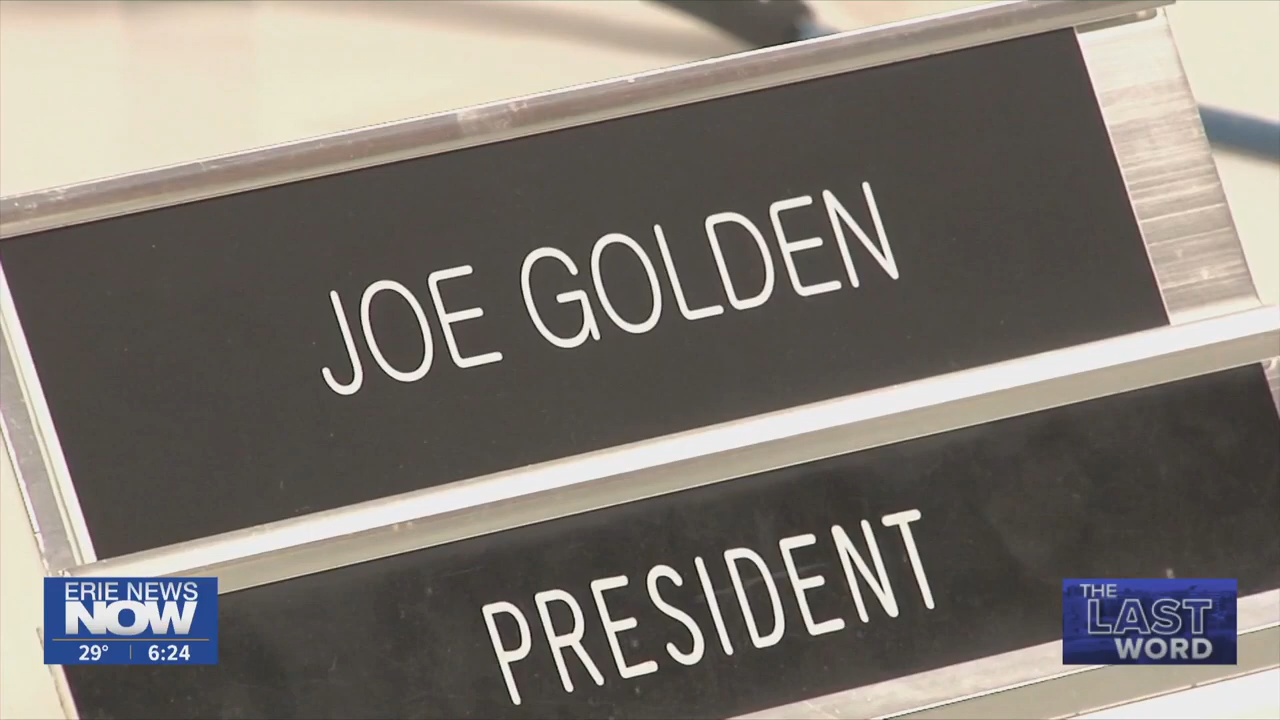 JOE GOLDEN
PRESIDENT
ERIE NEWS
NOW
29° | 6:24
THE
LAST
WORD